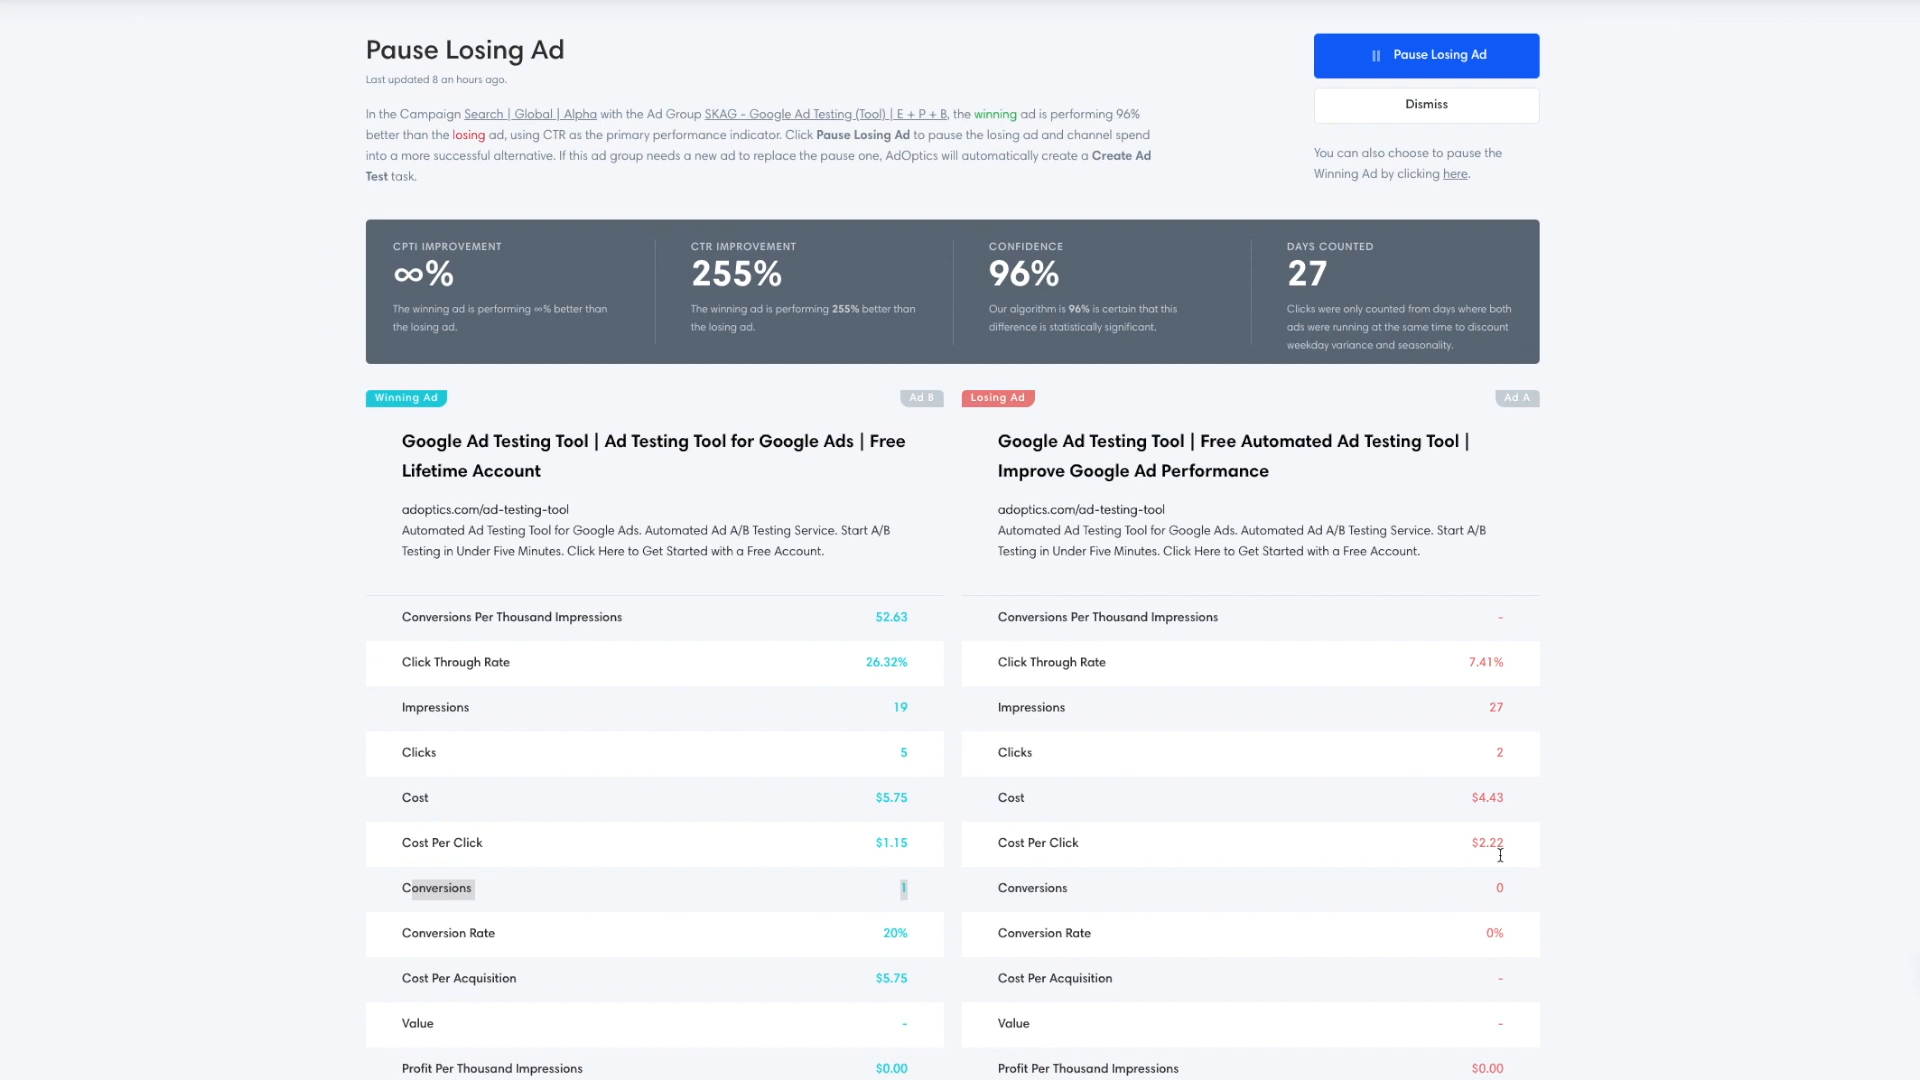 Pause Losing Ad
Last updated 8 an hours ago.
In the Campaign Search | Global | Alpha with the Ad Group SKAG - Google Ad Testing (Tool) | E + P + B, the winning ad is performing 96%
better than the losing ad, using CTR as the primary performance indicator. Click Pause Losing Ad to pause the losing ad and channel spend
into a more successful alternative. If this ad group needs a new ad to replace the pause one, AdOptics will automatically create a Create Ad
Test task.
Pause Losing Ad
Dismiss
You can also choose to pause the
Winning Ad by clicking here.
CPTI IMPROVEMENT
∞%
The winning ad is performing ∞% better than
the losing ad.
CTR IMPROVEMENT
255%
The winning ad is performing 255% better than
the losing ad.
CONFIDENCE
96%
Our algorithm is 96% is certain that this
difference is statistically significant.
DAYS COUNTED
27
Clicks were only counted from days where both
ads were running at the same time to discount
weekday variance and seasonality.
Winning Ad
Ad B
Google Ad Testing Tool | Ad Testing Tool for Google Ads | Free
Lifetime Account
adoptics.com/ad-testing-tool
Automated Ad Testing Tool for Google Ads. Automated Ad A/B Testing Service. Start A/B
Testing in Under Five Minutes. Click Here to Get Started with a Free Account.
Conversions Per Thousand Impressions 52.63
Click Through Rate 26.32%
Impressions 19
Clicks 5
Cost $5.75
Cost Per Click $1.15
Conversions 1
Conversion Rate 20%
Cost Per Acquisition $5.75
Value -
Profit Per Thousand Impressions $0.00
Losing Ad
Ad A
Google Ad Testing Tool | Free Automated Ad Testing Tool |
Improve Google Ad Performance
adoptics.com/ad-testing-tool
Automated Ad Testing Tool for Google Ads. Automated Ad A/B Testing Service. Start A/B
Testing in Under Five Minutes. Click Here to Get Started with a Free Account.
Conversions Per Thousand Impressions -
Click Through Rate 7.41%
Impressions 27
Clicks 2
Cost $4.43
Cost Per Click $2.22
Conversions 0
Conversion Rate 0%
Cost Per Acquisition -
Value -
Profit Per Thousand Impressions $0.00